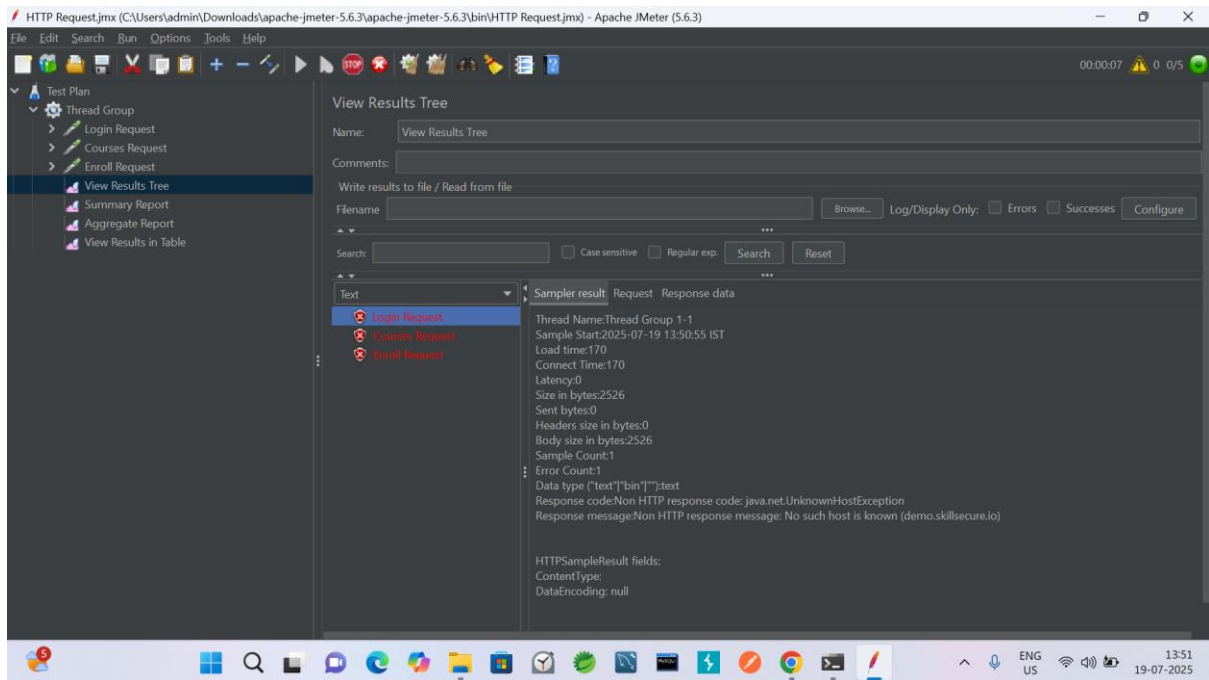 HTTP Request.jmx (C:\Users\admin\Downloads\apache-jmeter-5.6.3\apache-jmeter-5.6.3\bin\HTTP Request.jmx) - Apache JMeter (5.6.3)
File Edit Search Run Options Tools Help
STOP
00:00:07 0 0/5
Test Plan
Thread Group
Login Request
Courses Request
Enroll Request
View Results Tree
Summary Report
Aggregate Report
View Results in Table
View Results Tree
Name: View Results Tree
Comments:
Write results to file / Read from file
Filename Browse... Log/Display Only: Errors Successes Configure
Search: Case sensitive Regular exp. Search Reset
Text
Login Request
Courses Request
Enroll Request
Sampler result Request Response data
Thread Name:Thread Group 1-1
Sample Start:2025-07-19 13:50:55 IST
Load time:170
Connect Time:170
Latency:0
Size in bytes:2526
Sent bytes:0
Headers size in bytes:0
Body size in bytes:2526
Sample Count:1
Error Count:1
Data type ("text"|"bin"|""):text
Response code:Non HTTP response code: java.net.UnknownHostException
Response message:Non HTTP response message: No such host is known (demo.skillsecure.io)
HTTPSampleResult fields:
ContentType:
DataEncoding: null
5
MySQL
ENG
US
13:51
19-07-2025